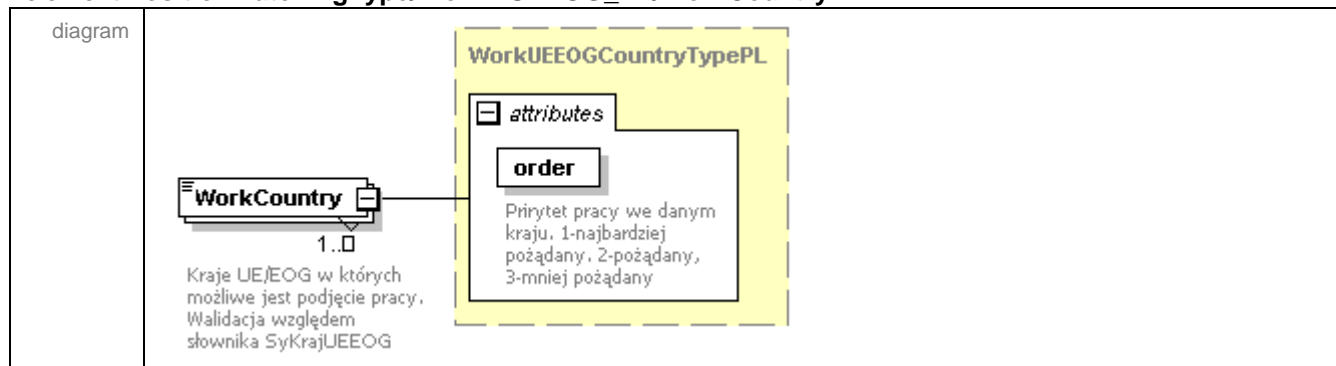 diagram
WorkUEEOGCountryTypePL
attributes
order
Prirytet pracy we danym
kraju. 1-najbardziej
pożądany, 2-pożądany,
3-mniej pożądany
WorkCountry
1..
Kraje UE/EOG w których
możliwe jest podjęcie pracy.
Walidacja względem
słownika SyKrajUEEOG